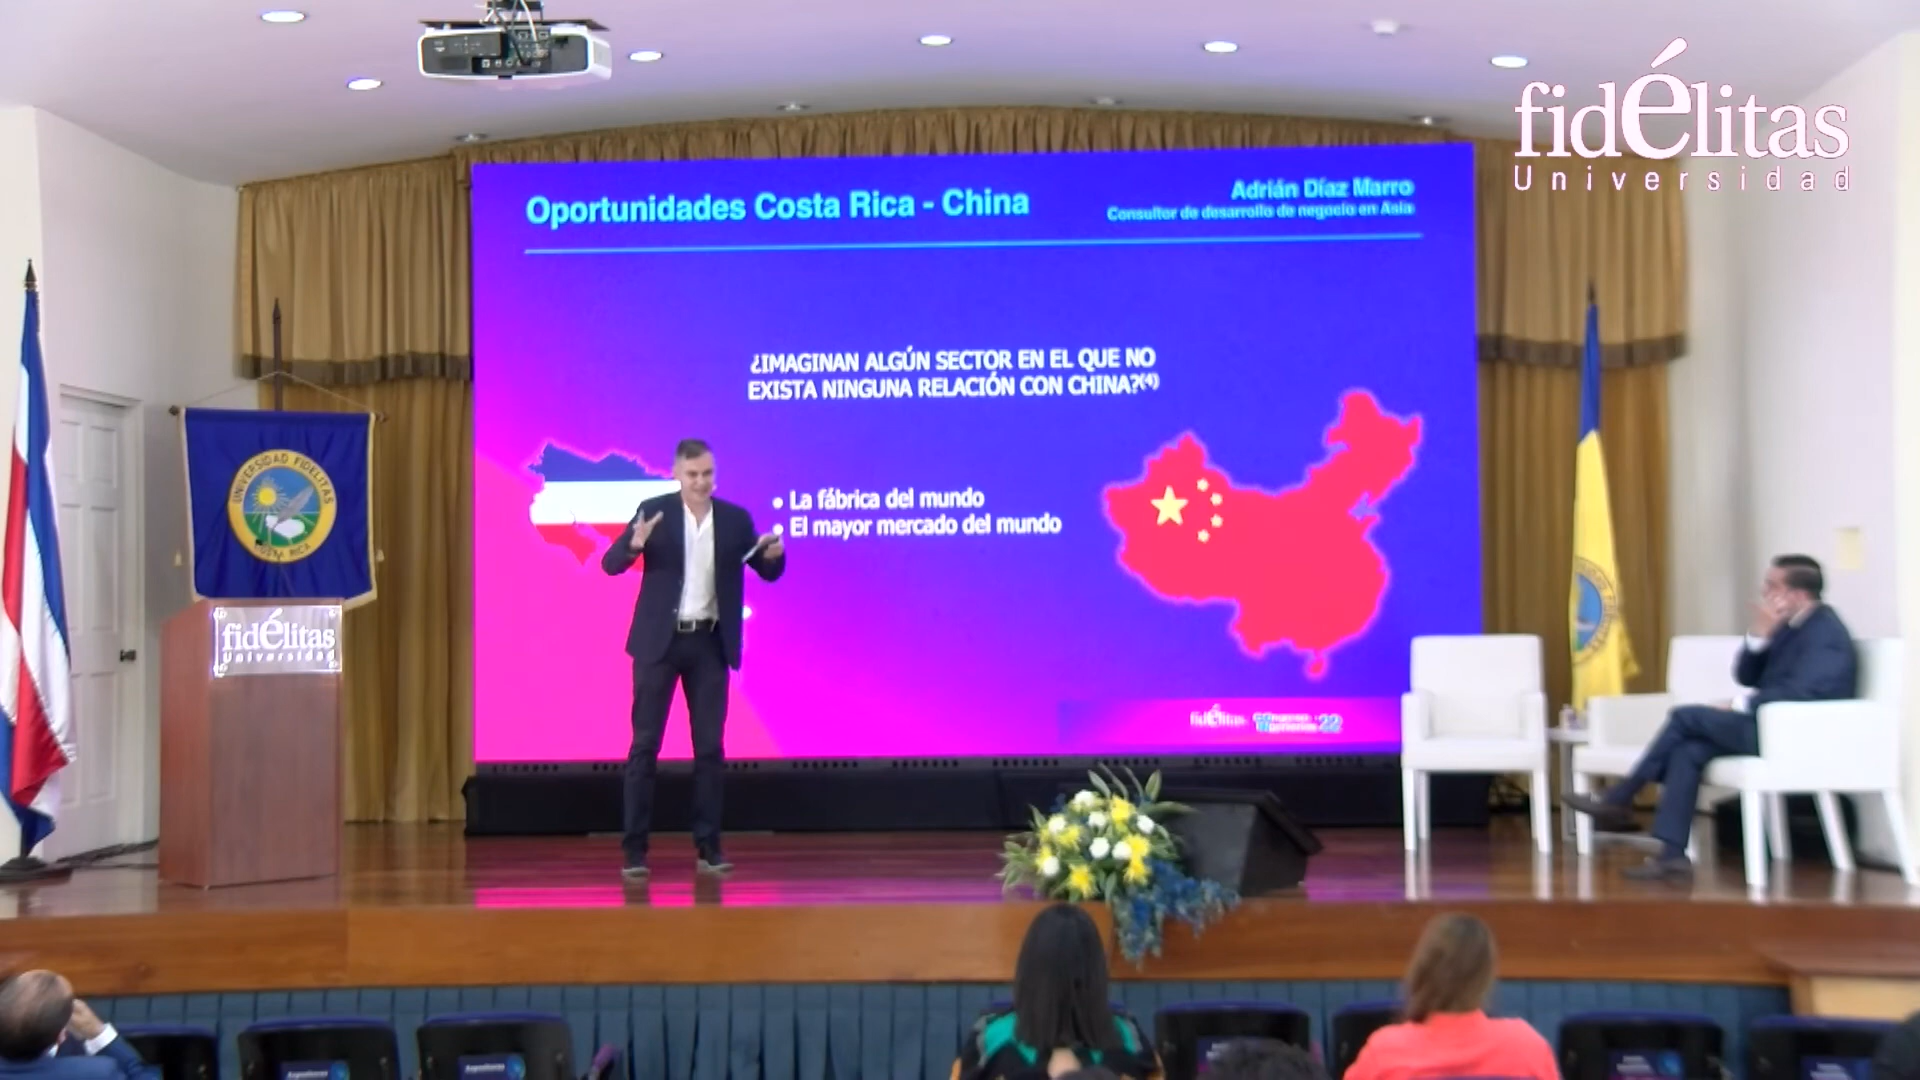 fidélitas
Universidad
Oportunidades Costa Rica - China
Adrián Díaz Marro
Consultor de desarrollo de negocio en Asia
¿IMAGINAN ALGÚN SECTOR EN EL QUE NO
EXISTA NINGUNA RELACIÓN CON CHINA?(4)
• La fábrica del mundo
• El mayor mercado del mundo
UNIVERSIDAD FIDELITAS
COSTA RICA
fidélitas
Universidad
fidélitas
22